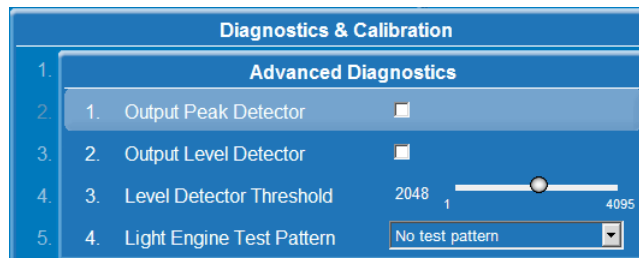 Diagnostics & Calibration
1. Advanced Diagnostics
2. 1. Output Peak Detector
3. 2. Output Level Detector
4. 3. Level Detector Threshold 2048 1 4095
5. 4. Light Engine Test Pattern No test pattern